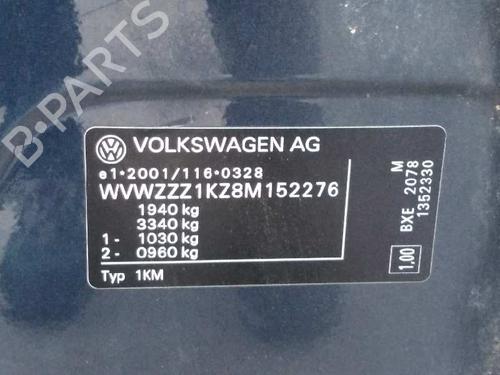 B-PARTS
VOLKSWAGEN AG
e1*2001/116*0328
WVWZZZ1KZ8M152276
1940 kg
3340 kg
1 - 1030 kg
2 - 0960 kg
Typ 1KM
M
BXE 2078
1352330
1.00